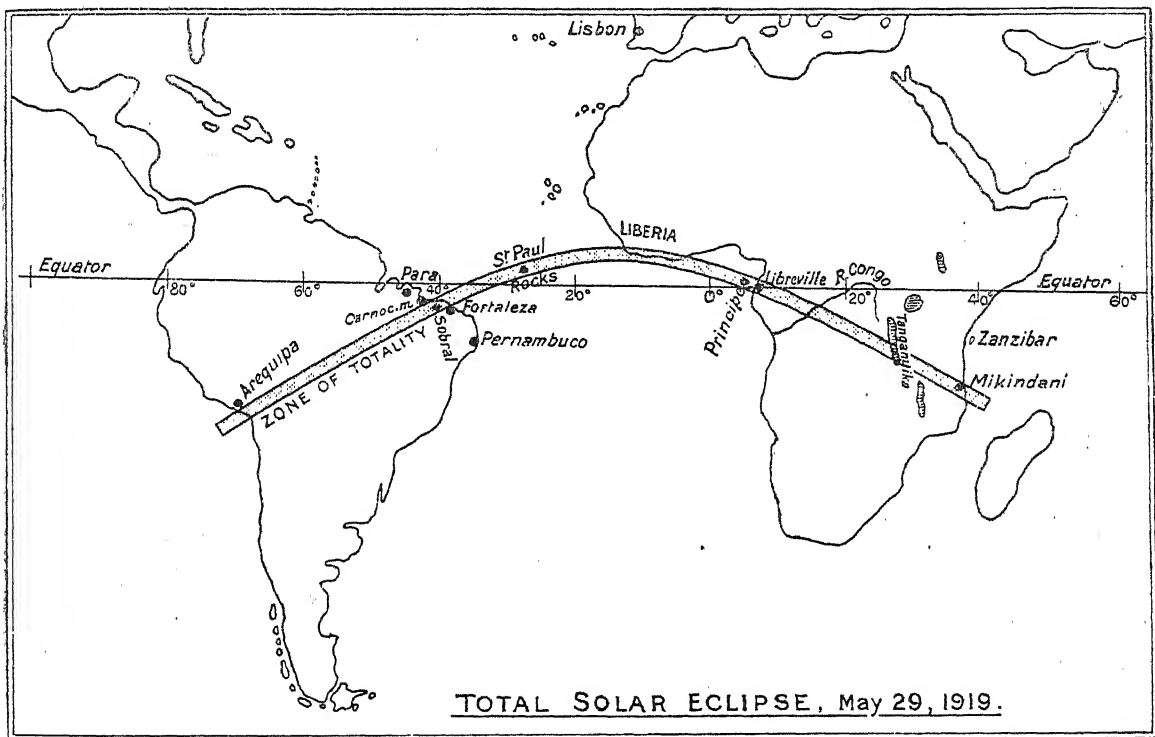 Lisbon
LIBERIA
St Paul
ROCKS
Equator
80°
60°
Para
40°
Carnoc.m.
Fortaleza
Sobral
Pernambuco
20°
0°
Principe
Libreville
R. Congo
20°
40°
Equator
60°
Tanganyika
Zanzibar
Mikindani
Arequipa
ZONE OF TOTALITY
TOTAL SOLAR ECLIPSE, May 29, 1919.